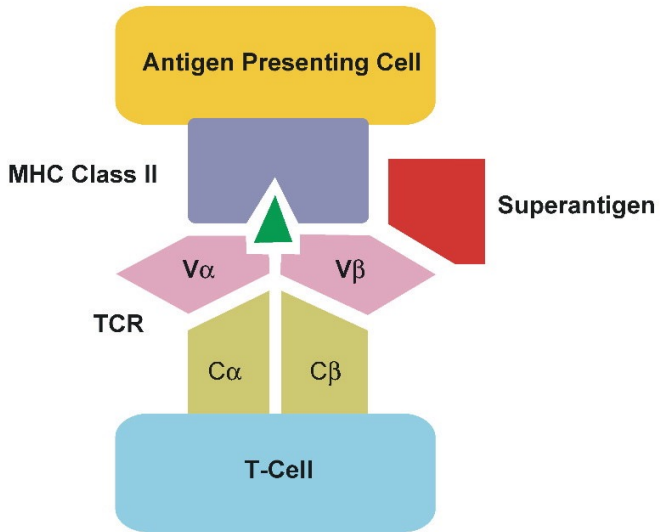 Antigen Presenting Cell
MHC Class II
Superantigen
Vα
Vβ
TCR
Cα
Cβ
T-Cell